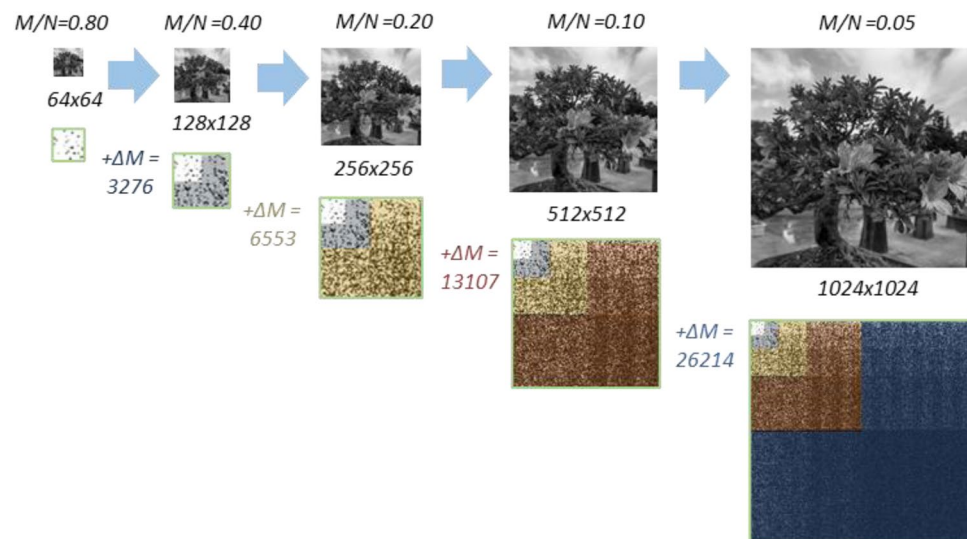 M/N=0.80
M/N=0.40
M/N=0.20
M/N=0.10
M/N=0.05
64x64
128x128
256x256
512x512
1024x1024
+ΔM =
3276
+ΔM =
6553
+ΔM =
13107
+ΔM =
26214